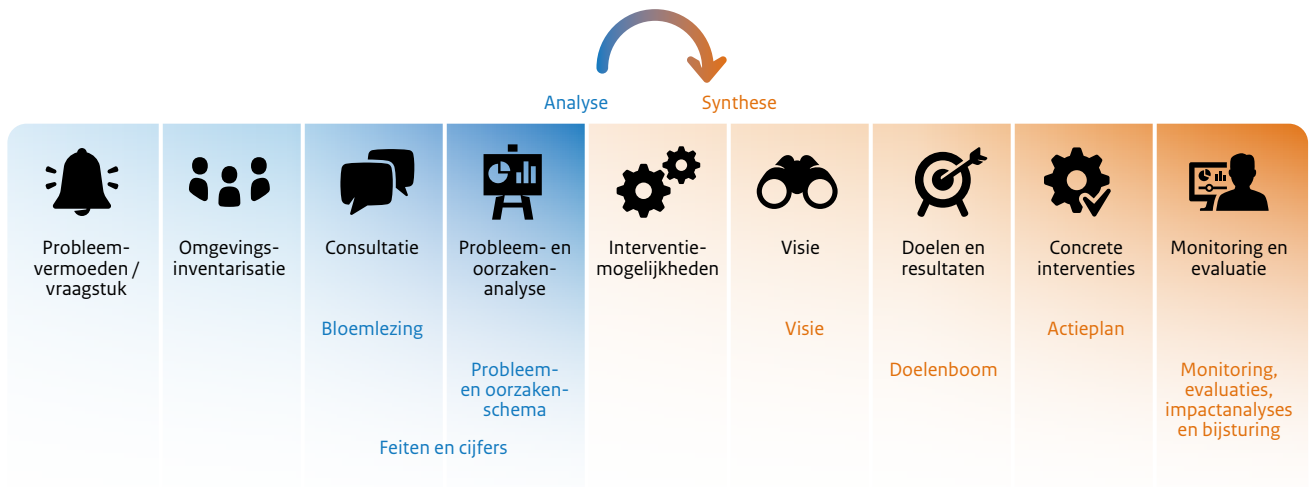 Analyse
Synthese
Probleem-
vermoeden /
vraagstuk
Omgevings-
inventarisatie
Consultatie
Probleem- en
oorzaken-
analyse
Interventie-
mogelijkheden
Visie
Doelen en
resultaten
Concrete
interventies
Monitoring en
evaluatie
Bloemlezing
Visie
Actieplan
Probleem-
en oorzaken-
schema
Doelenboom
Monitoring,
evaluaties,
impactanalyses
en bijsturing
Feiten en cijfers